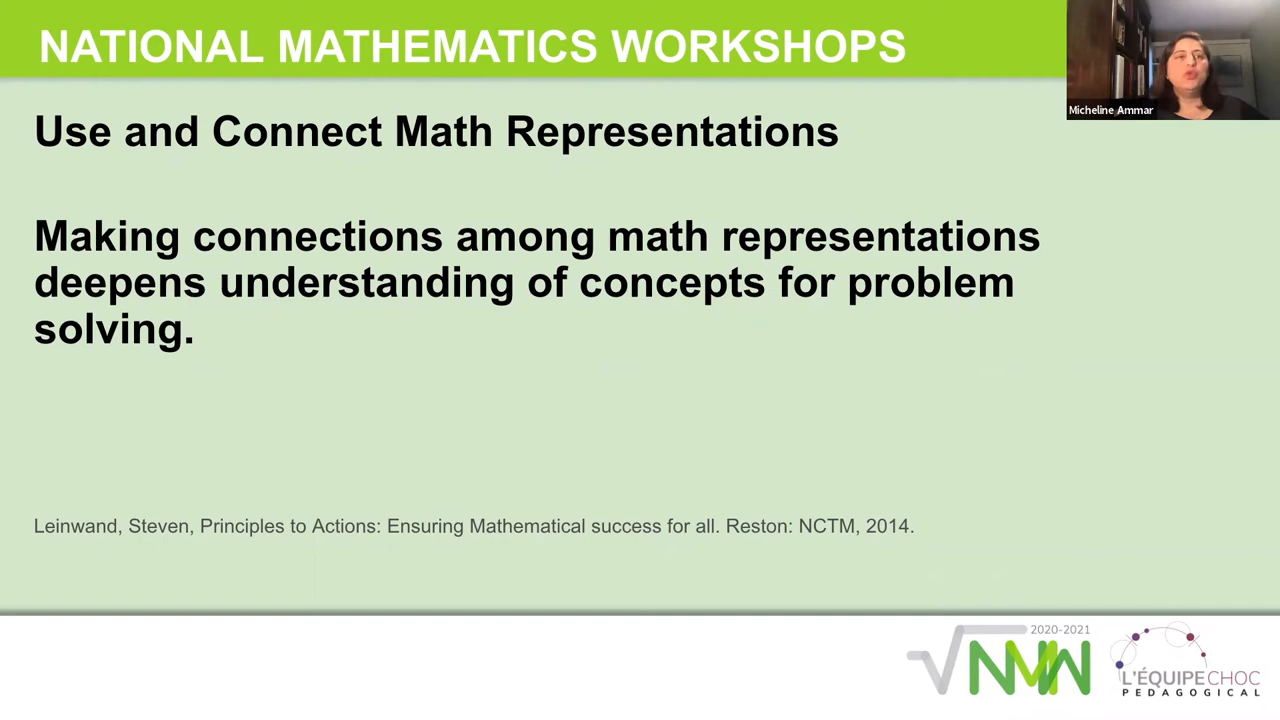 NATIONAL MATHEMATICS WORKSHOPS
Micheline Ammar
Use and Connect Math Representations
Making connections among math representations
deepens understanding of concepts for problem
solving.
Leinwand, Steven, Principles to Actions: Ensuring Mathematical success for all. Reston: NCTM, 2014.
2020-2021
NMW
L'ÉQUIPECHOC
PEDAGOGICAL